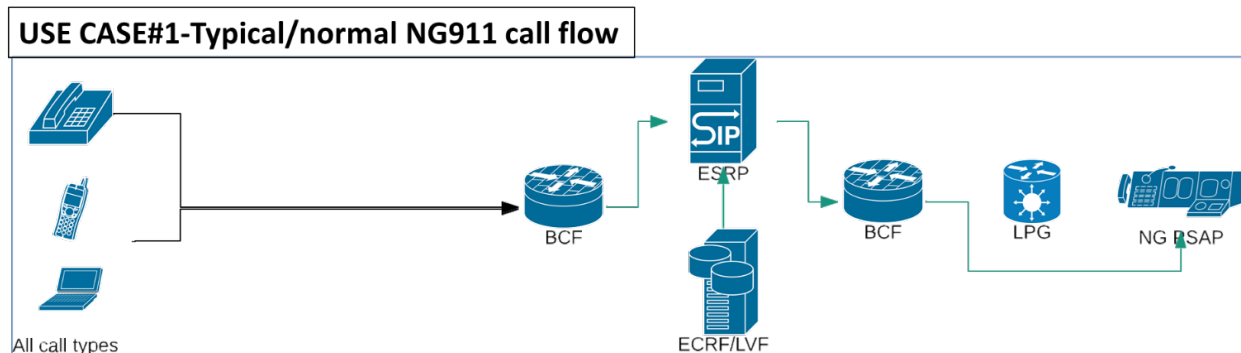 USE CASE#1-Typical/normal NG911 call flow
SIP
ESRP
BCF
BCF
LPG
NG PSAP
ECRF/LVF
All call types